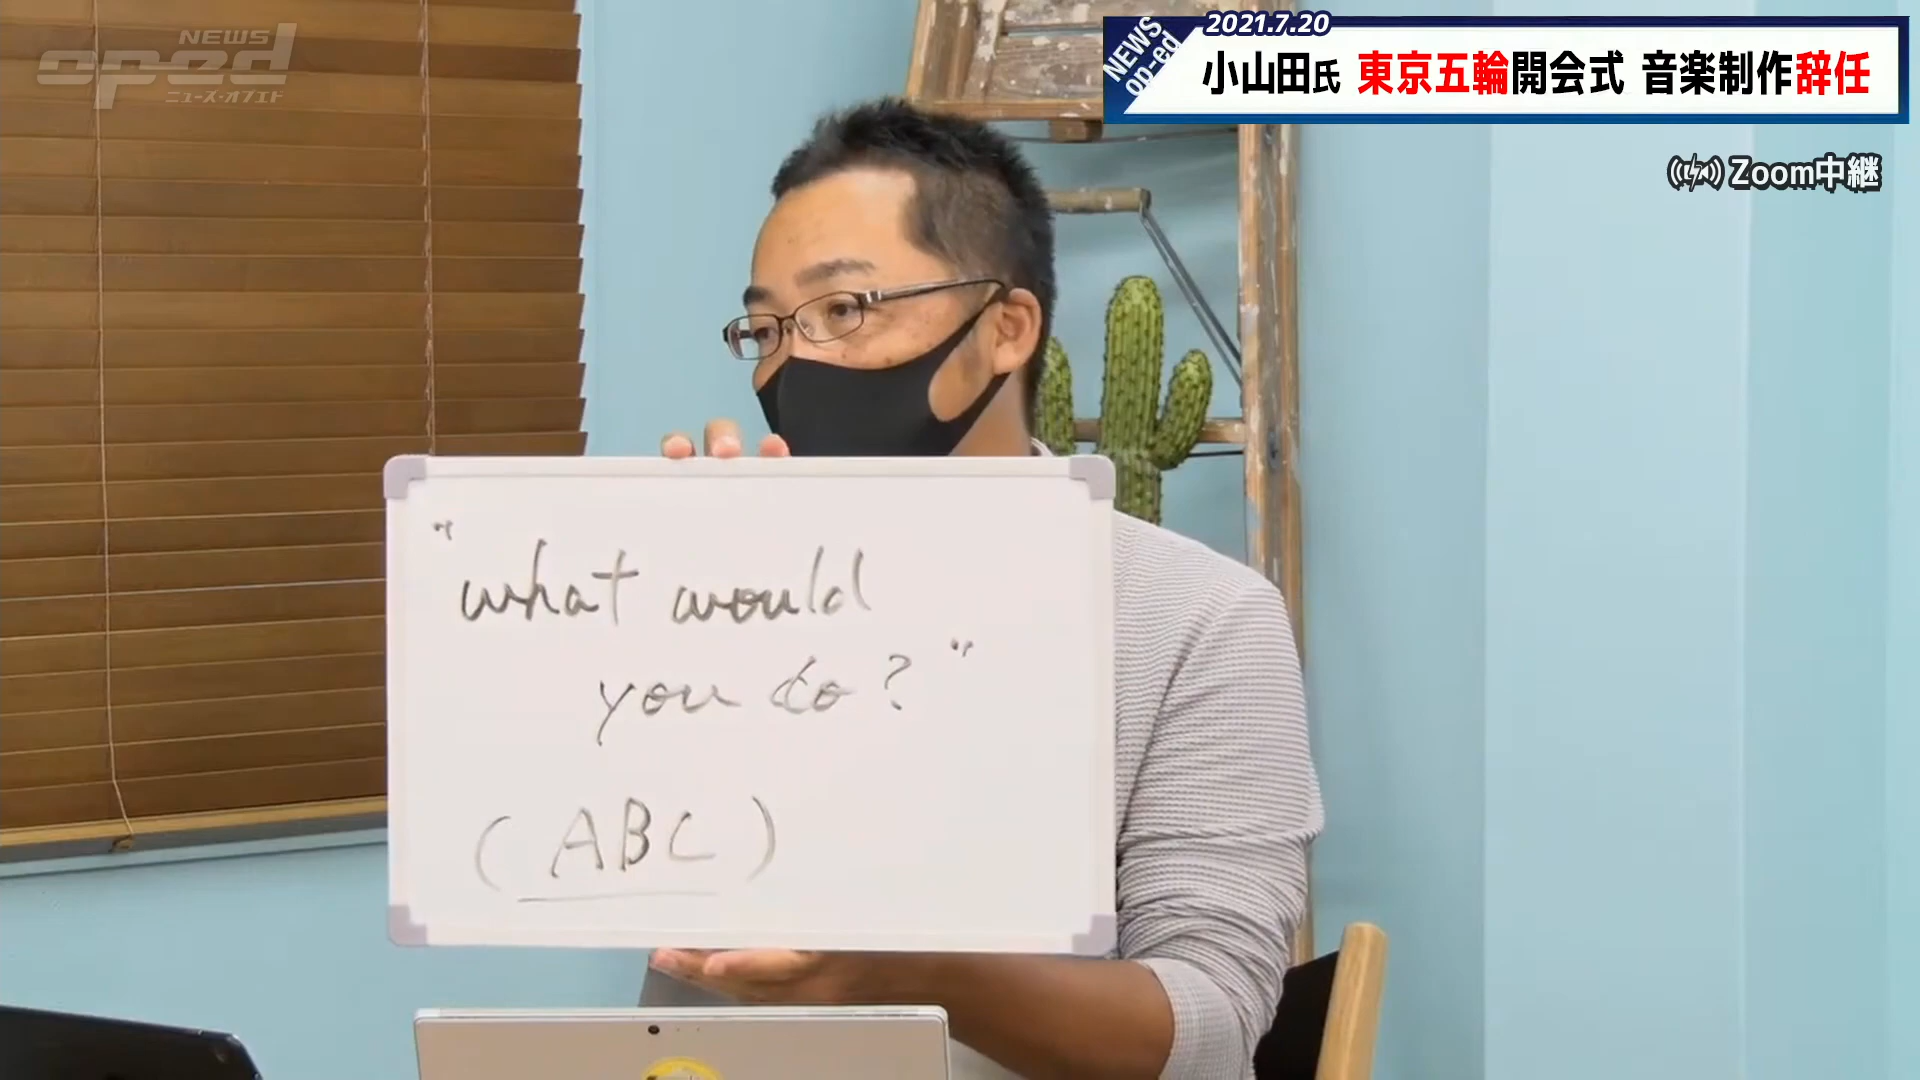 NEWS
oped
ニュース・オプエド
2021.7.20
NEWS
op-ed
小山田氏 東京五輪開会式 音楽制作辞任
Zoom中継
"what would
you do?"
(ABC)